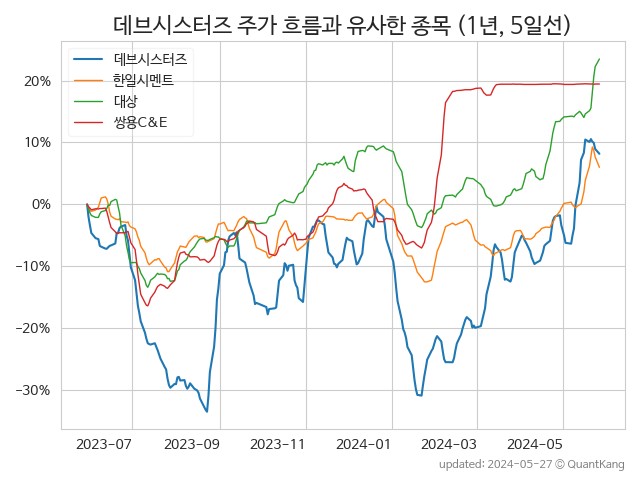 데브시스터즈 주가 흐름과 유사한 종목 (1년, 5일선)
데브시스터즈
한일시멘트
대상
쌍용C&E
20%
10%
0%
−10%
−20%
−30%
2023-07 2023-09 2023-11 2024-01 2024-03 2024-05
updated: 2024-05-27 © QuantKang